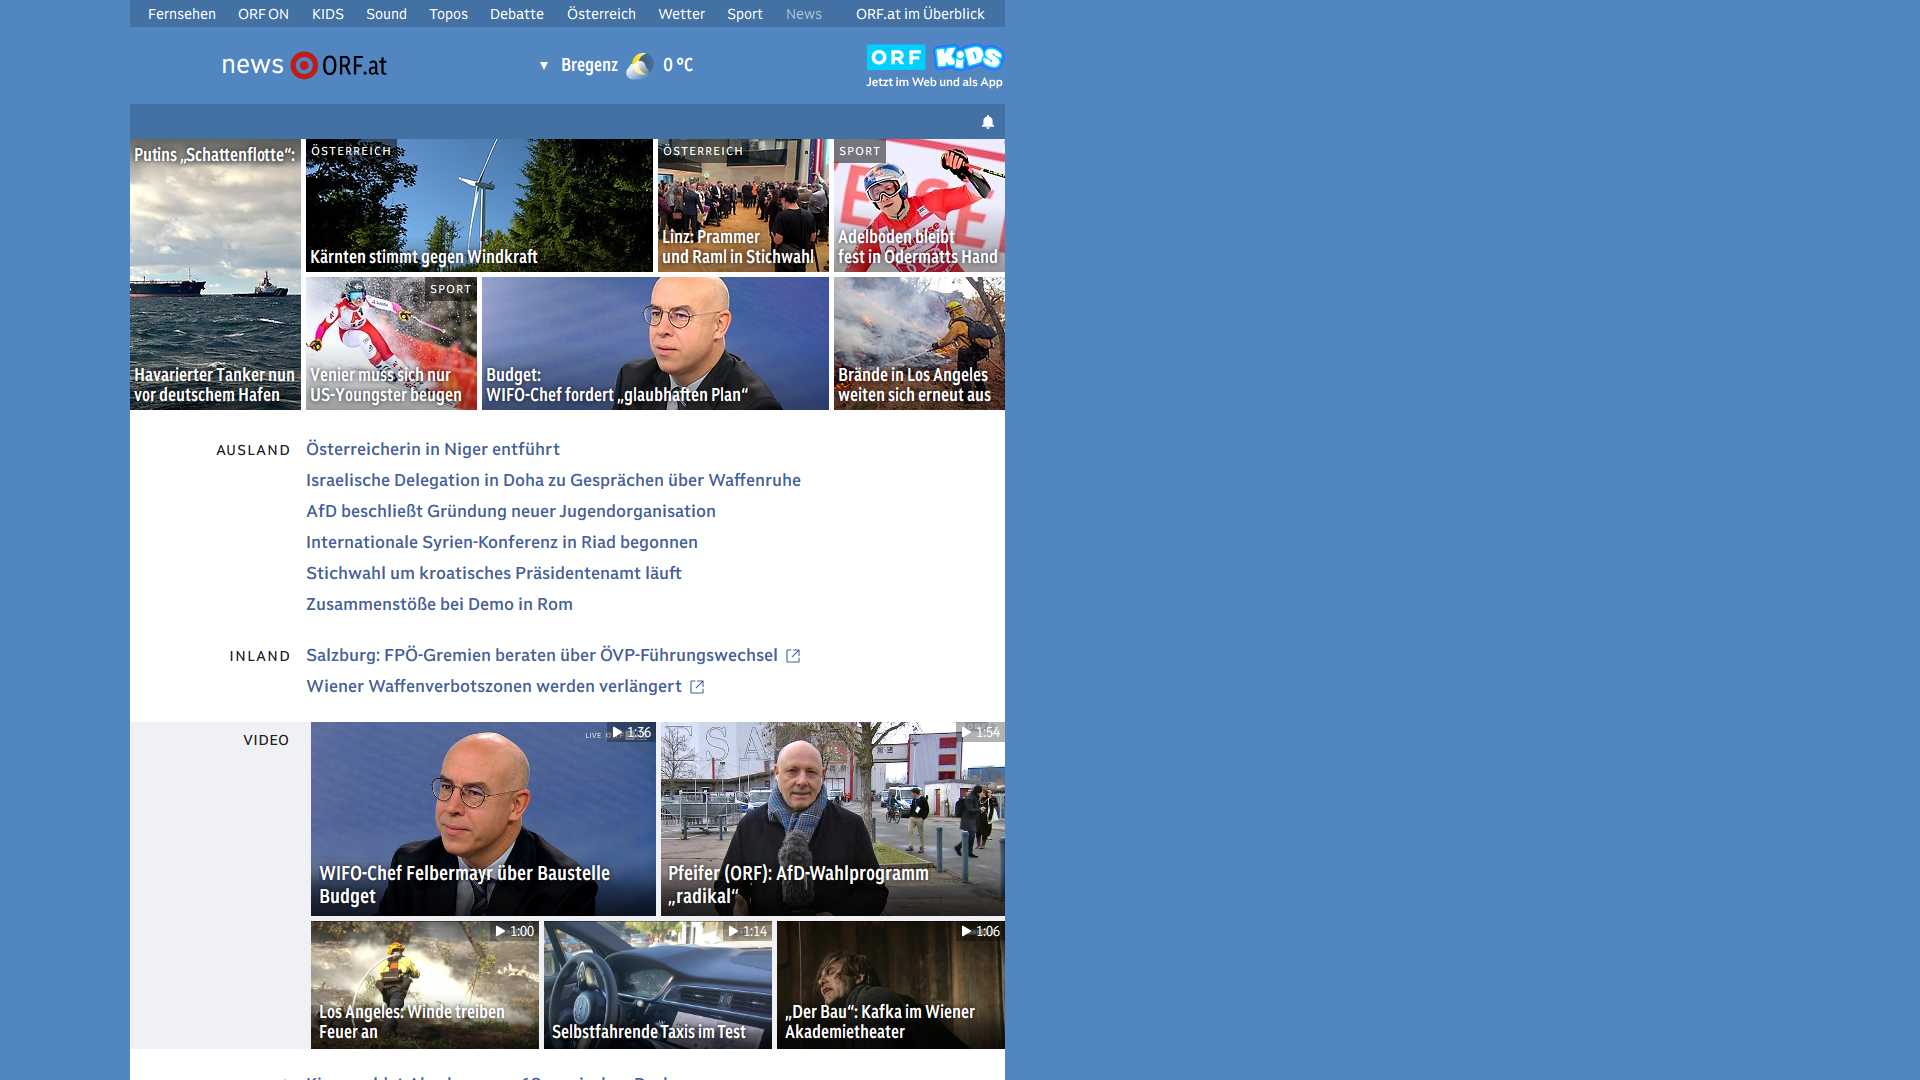 Fernsehen ORF ON KIDS Sound Topos Debatte Österreich Wetter Sport News ORF.at im Überblick
news ORF.at
▼ Bregenz 0 °C
ORF KiDS
Jetzt im Web und als App
Putins „Schattenflotte“:
Havarierter Tanker nun
vor deutschem Hafen
ÖSTERREICH
Kärnten stimmt gegen Windkraft
ÖSTERREICH
Linz: Prammer
und Raml in Stichwahl
SPORT
Adelboden bleibt
fest in Odermatts Hand
SPORT
Venier muss sich nur
US-Youngster beugen
Budget:
WIFO-Chef fordert „glaubhaften Plan“
Brände in Los Angeles
weiten sich erneut aus
AUSLAND
Österreicherin in Niger entführt
Israelische Delegation in Doha zu Gesprächen über Waffenruhe
AfD beschließt Gründung neuer Jugendorganisation
Internationale Syrien-Konferenz in Riad begonnen
Stichwahl um kroatisches Präsidentenamt läuft
Zusammenstöße bei Demo in Rom
INLAND
Salzburg: FPÖ-Gremien beraten über ÖVP-Führungswechsel
Wiener Waffenverbotszonen werden verlängert
VIDEO
LIVE
1:36
WIFO-Chef Felbermayr über Baustelle
Budget
1:54
Pfeifer (ORF): AfD-Wahlprogramm
„radikal“
1:00
Los Angeles: Winde treiben
Feuer an
1:14
Selbstfahrende Taxis im Test
1:06
„Der Bau“: Kafka im Wiener
Akademietheater